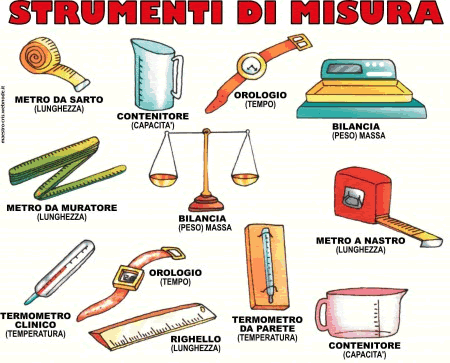 STRUMENTI DI MISURA
METRO DA SARTO
(LUNGHEZZA)
CONTENITORE
(CAPACITA')
OROLOGIO
(TEMPO)
BILANCIA
(PESO) MASSA
METRO DA MURATORE
(LUNGHEZZA)
BILANCIA
(PESO) MASSA
METRO A NASTRO
(LUNGHEZZA)
TERMOMETRO
CLINICO
(TEMPERATURA)
OROLOGIO
(TEMPO)
RIGHELLO
(LUNGHEZZA)
TERMOMETRO
DA PARETE
(TEMPERATURA)
CONTENITORE
(CAPACITA')